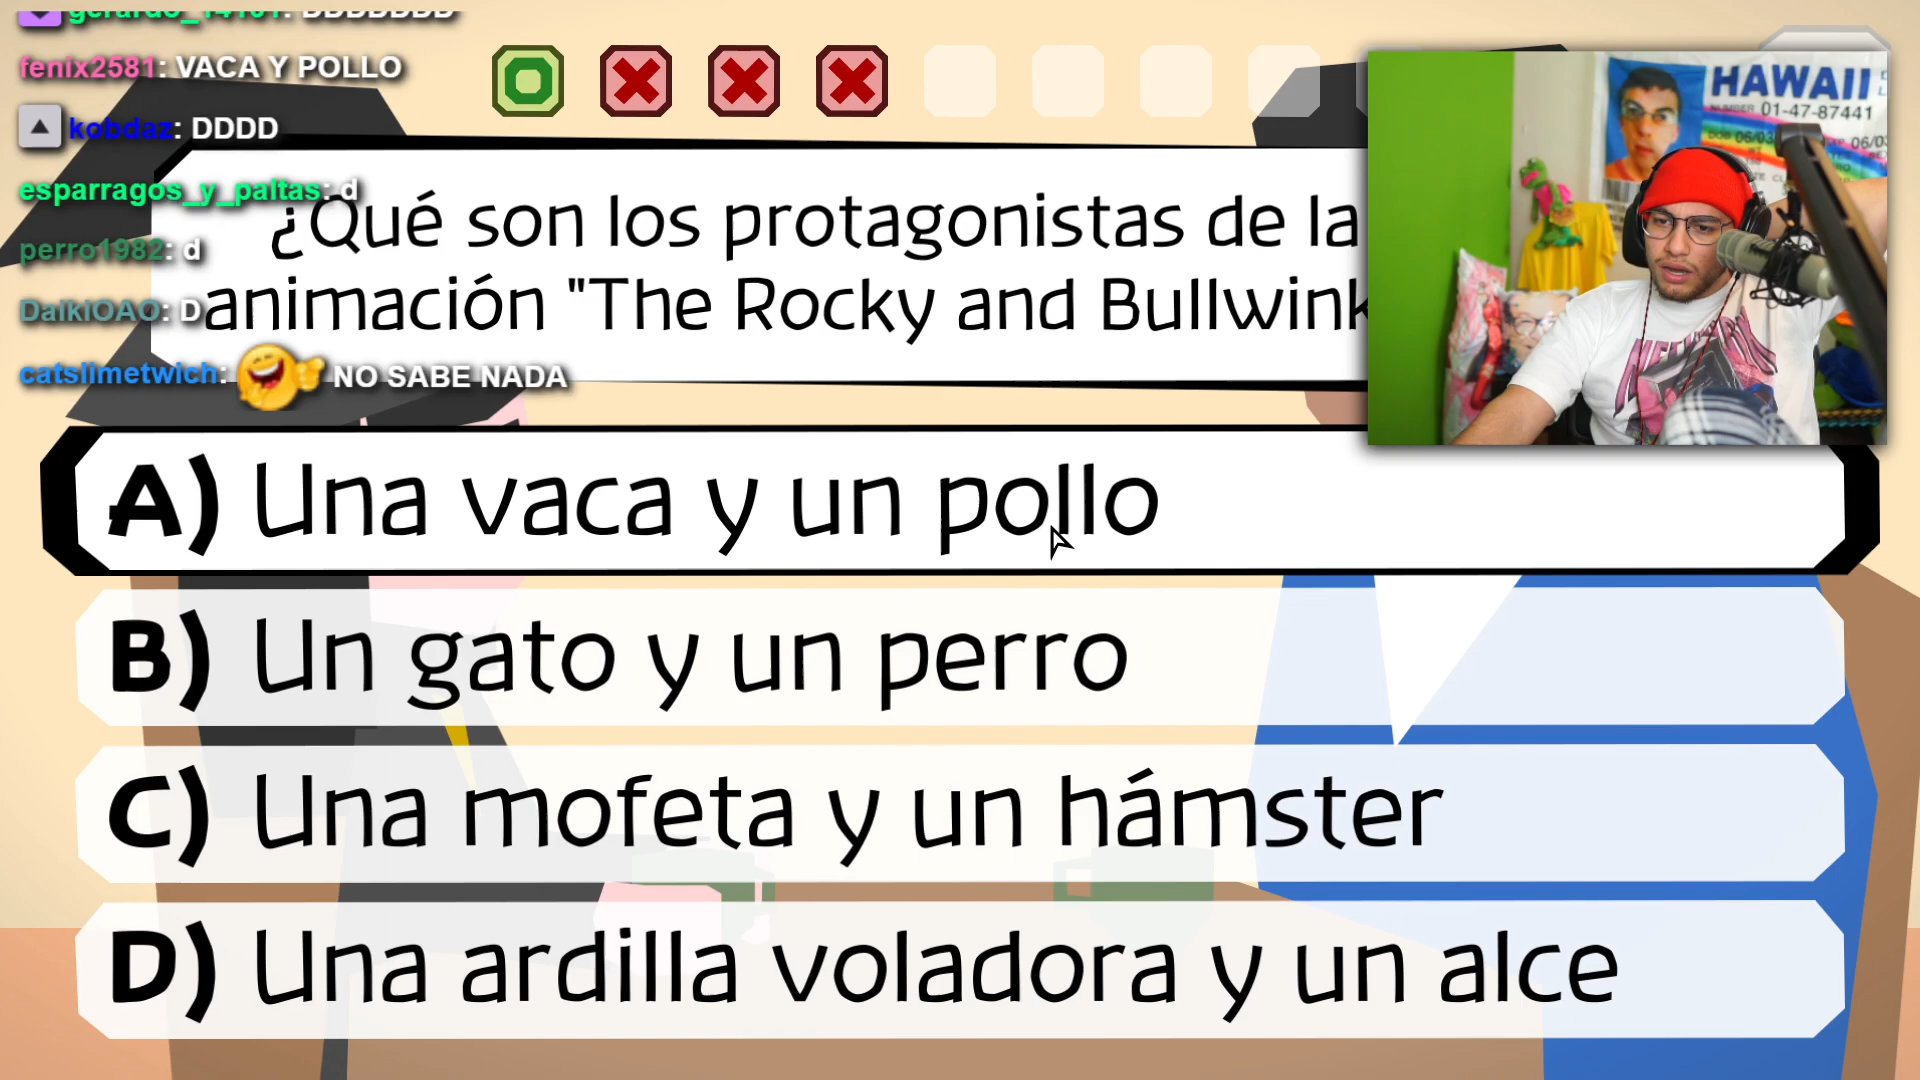 fenix2581: VACA Y POLLO
kobdaz: DDDD
esparragos_y_paltas: d
perro1982: d
DaikiOAO: D
catslimetwich: NO SABE NADA
¿Qué son los protagonistas de la
animación "The Rocky and Bullwink
A) Una vaca y un pollo
B) Un gato y un perro
C) Una mofeta y un hámster
D) Una ardilla voladora y un alce
HAWAII
NUMBER 01-47-87441